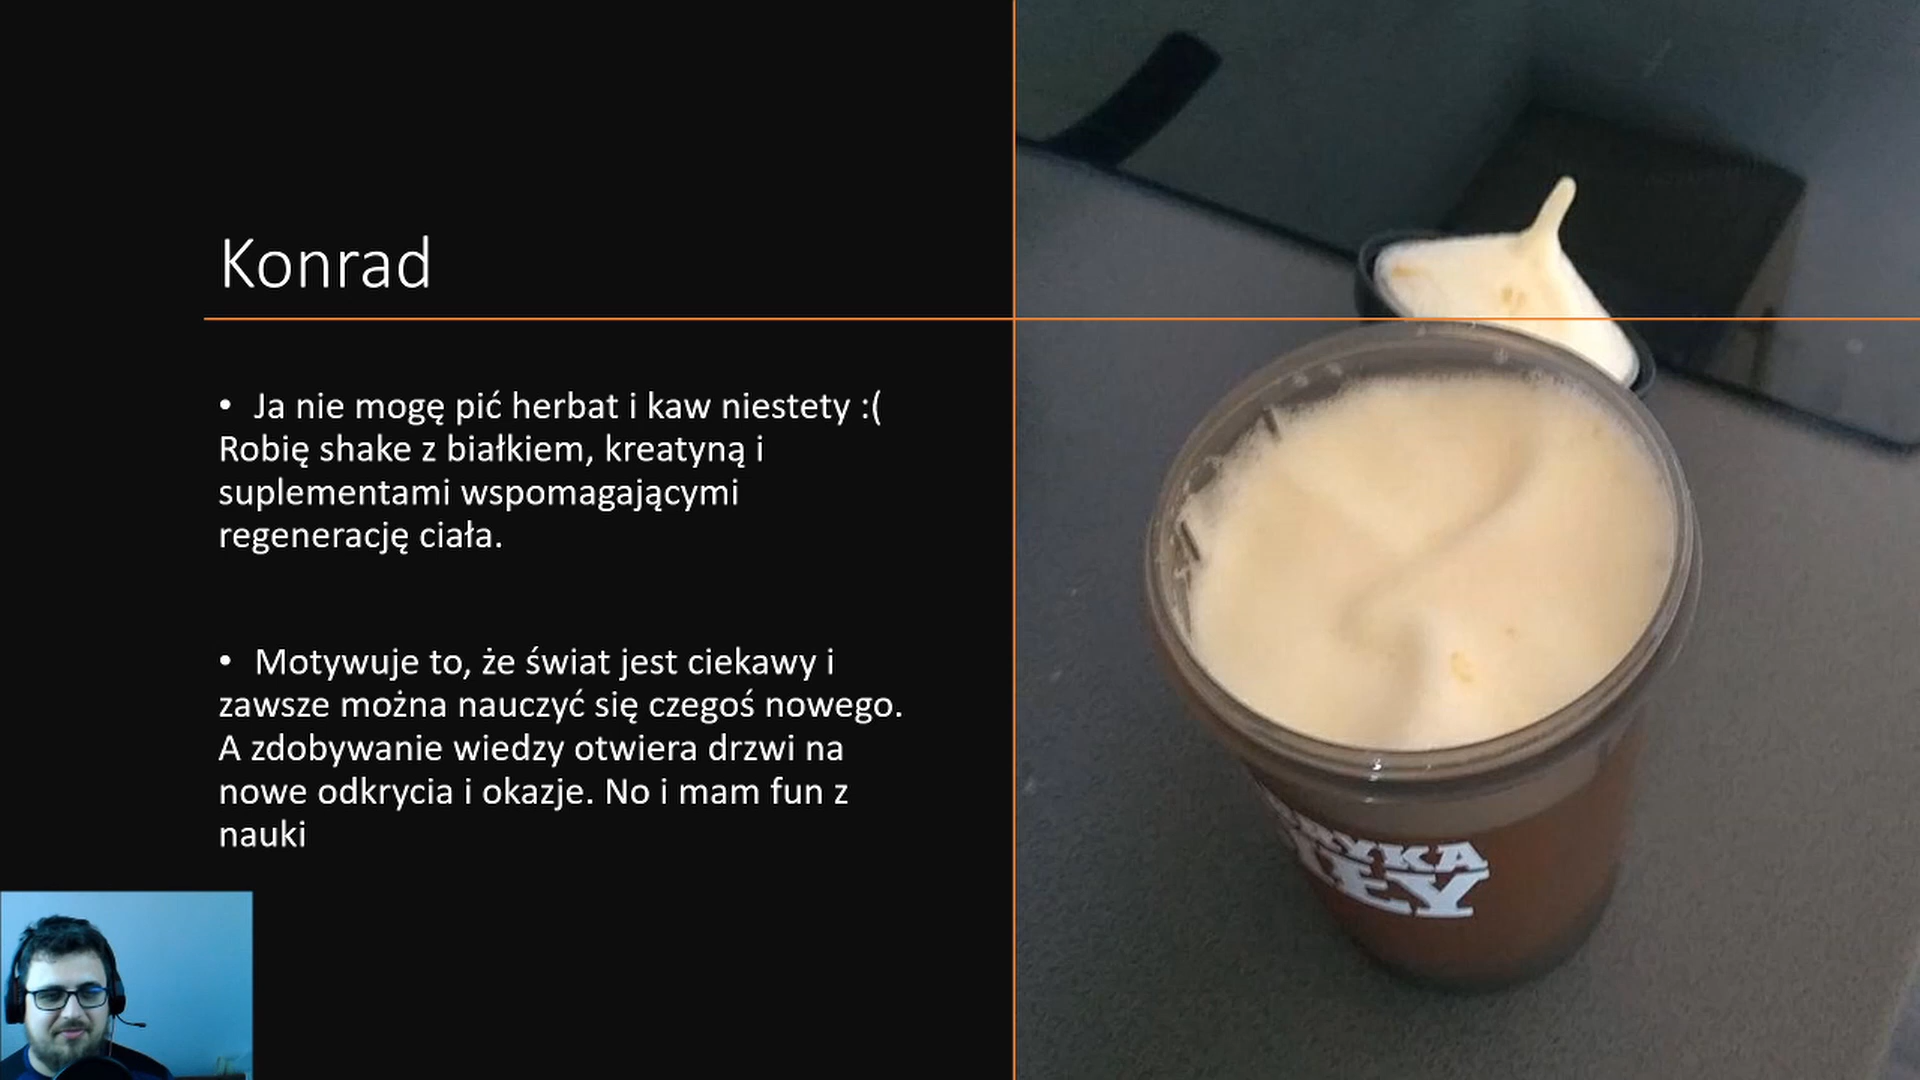 Konrad
• Ja nie mogę pić herbat i kaw niestety :(
Robię shake z białkiem, kreatyną i
suplementami wspomagającymi
regenerację ciała.
• Motywuje to, że świat jest ciekawy i
zawsze można nauczyć się czegoś nowego.
A zdobywanie wiedzy otwiera drzwi na
nowe odkrycia i okazje. No i mam fun z
nauki